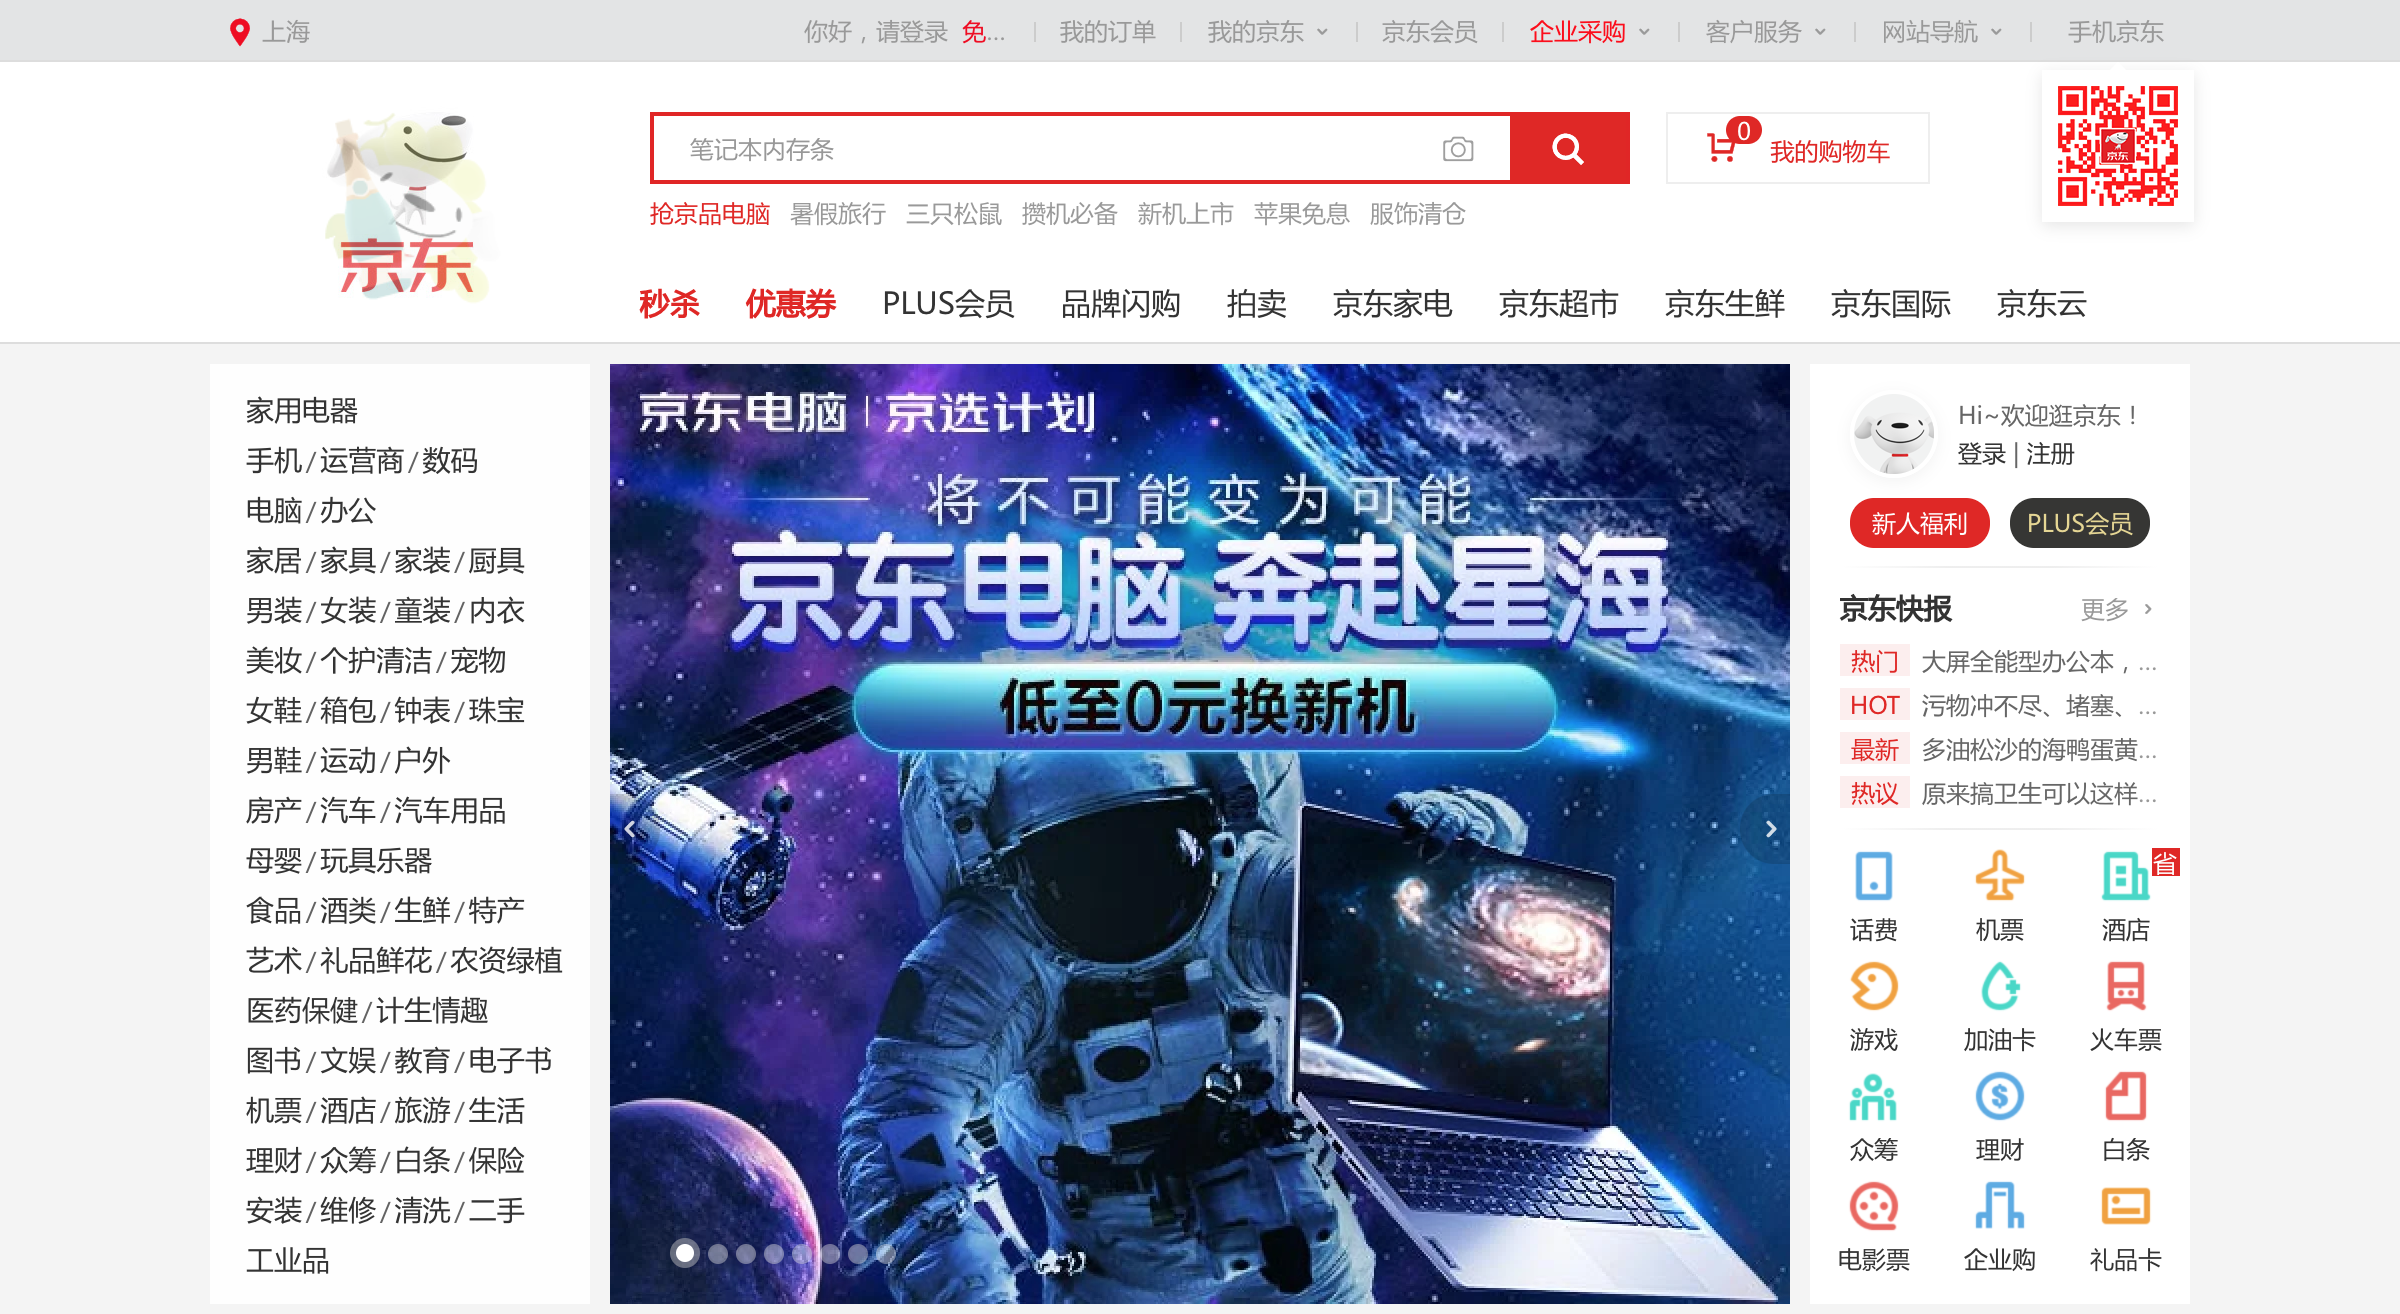 上海
你好，请登录 免...
我的订单
我的京东
京东会员
企业采购
客户服务
网站导航
手机京东
京东
笔记本内存条
0
我的购物车
京东
抢京品电脑 暑假旅行 三只松鼠 攒机必备 新机上市 苹果免息 服饰清仓
秒杀 优惠券 PLUS会员 品牌闪购 拍卖 京东家电 京东超市 京东生鲜 京东国际 京东云
家用电器
手机/运营商/数码
电脑/办公
家居/家具/家装/厨具
男装/女装/童装/内衣
美妆/个护清洁/宠物
女鞋/箱包/钟表/珠宝
男鞋/运动/户外
房产/汽车/汽车用品
母婴/玩具乐器
食品/酒类/生鲜/特产
艺术/礼品鲜花/农资绿植
医药保健/计生情趣
图书/文娱/教育/电子书
机票/酒店/旅游/生活
理财/众筹/白条/保险
安装/维修/清洗/二手
工业品
京东电脑 | 京选计划
将不可能变为可能
京东电脑 奔赴星海
低至0元换新机
Hi~欢迎逛京东！
登录 | 注册
新人福利 PLUS会员
京东快报 更多
热门 大屏全能型办公本，...
HOT 污物冲不尽、堵塞、...
最新 多油松沙的海鸭蛋黄...
热议 原来搞卫生可以这样...
省
话费 机票 酒店
游戏 加油卡 火车票
众筹 理财 白条
电影票 企业购 礼品卡